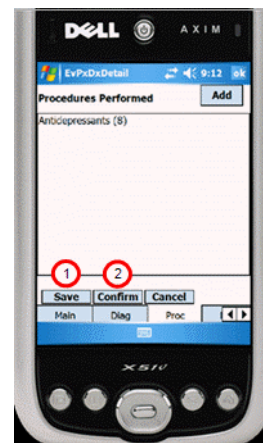 DELL AXIM
EvPxDxDetail 9:12 ok
Procedures Performed Add
Antidepressants (8)
1 2
Save Confirm Cancel
Main Diag Proc
X51v